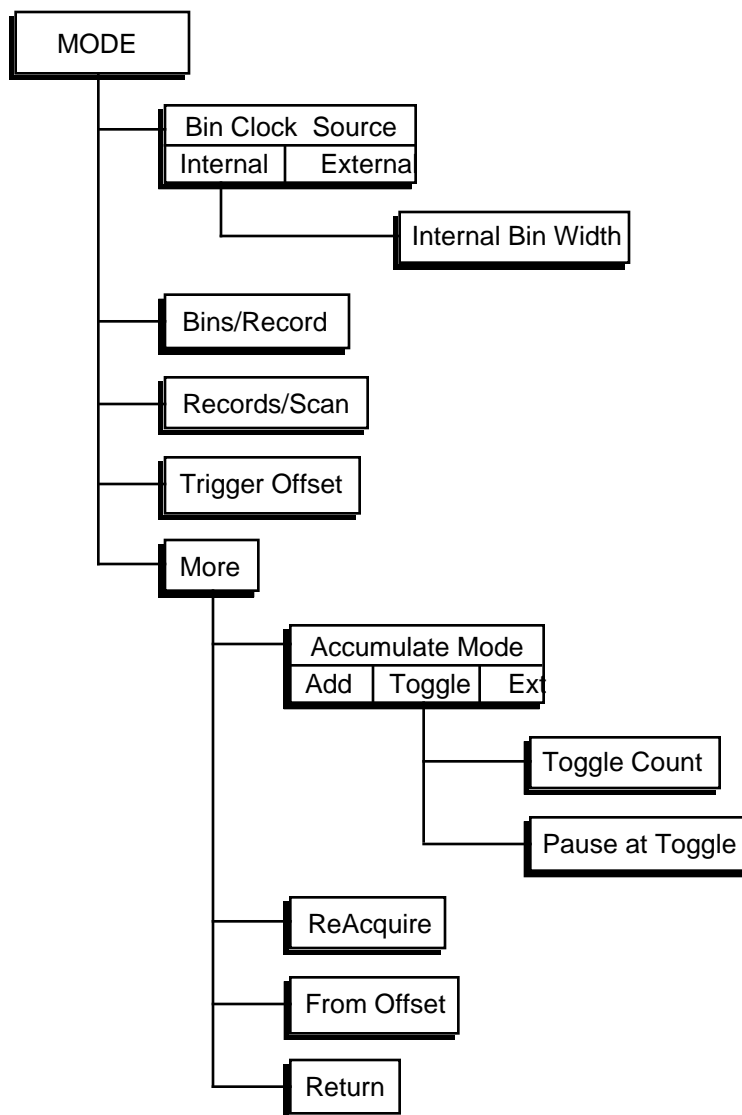 MODE
Bin Clock Source
Internal External
Internal Bin Width
Bins/Record
Records/Scan
Trigger Offset
More
Accumulate Mode
Add Toggle Ext
Toggle Count
Pause at Toggle
ReAcquire
From Offset
Return